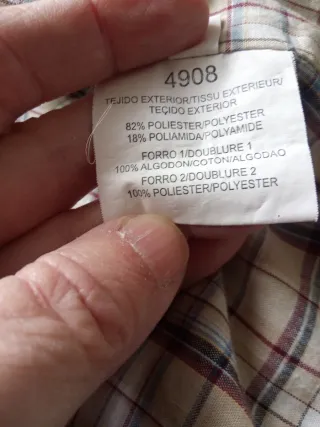 4908
TEJIDO EXTERIOR/TISSU EXTERIEUR/
TECIDO EXTERIOR
82% POLIESTER/POLYESTER
18% POLIAMIDA/POLYAMIDE
FORRO 1/DOUBLURE 1
100% ALGODON/COTON/ALGODAO
FORRO 2/DOUBLURE 2
100% POLIESTER/POLYESTER